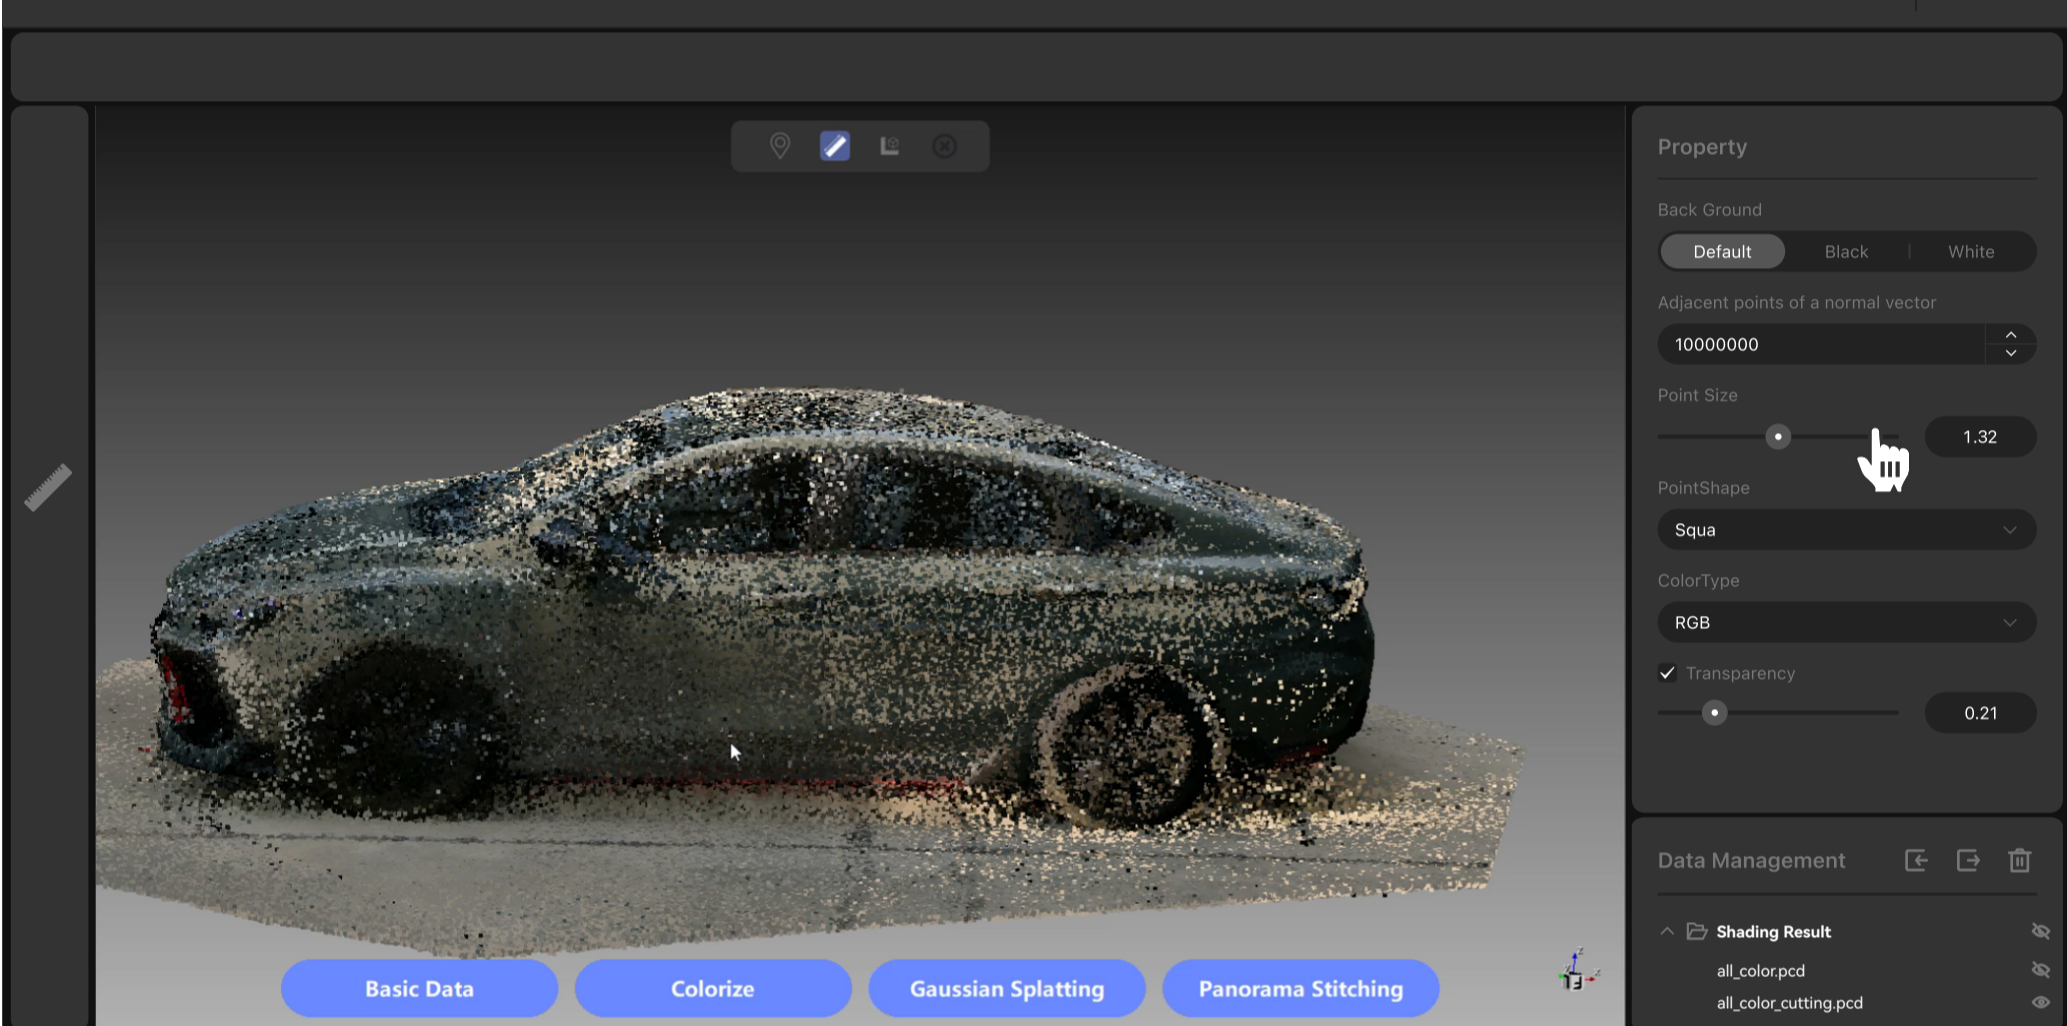 Property
Back Ground
Default Black White
Adjacent points of a normal vector
10000000
Point Size
1.32
PointShape
Squa
ColorType
RGB
Transparency
0.21
Data Management
Shading Result
all_color.pcd
all_color_cutting.pcd
Basic Data
Colorize
Gaussian Splatting
Panorama Stitching